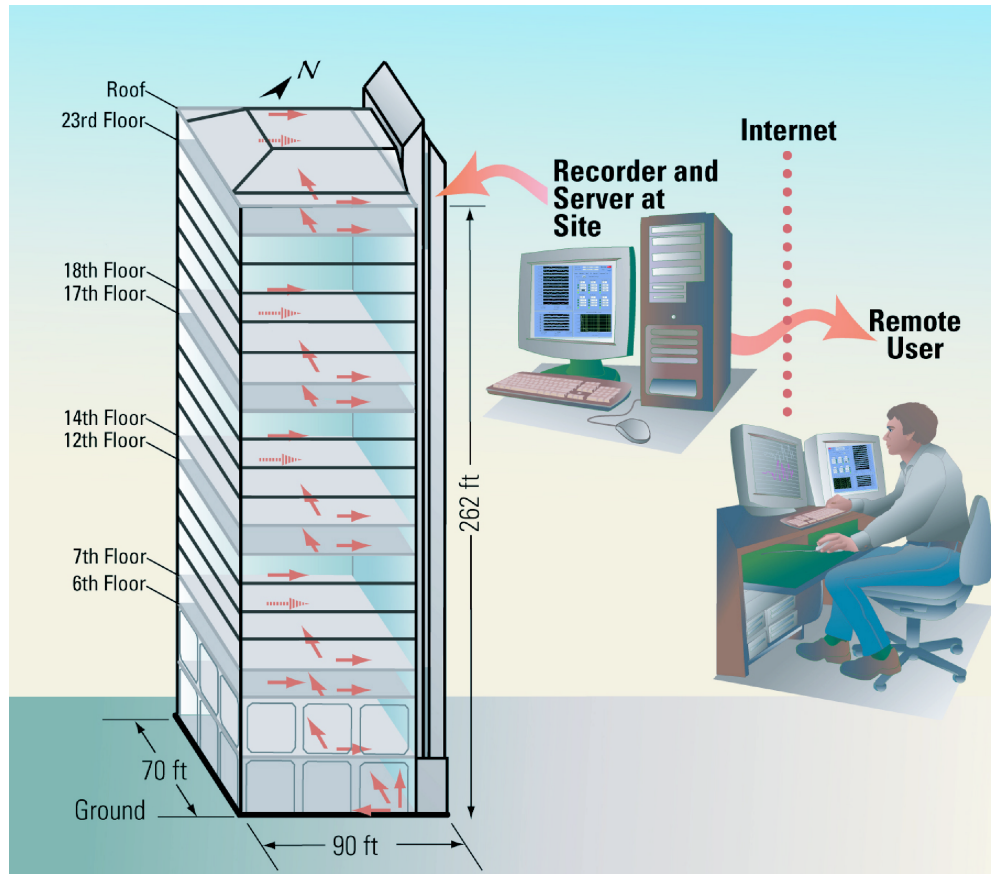 N
Roof
23rd Floor
Internet
Recorder and
Server at
Site
18th Floor
17th Floor
Remote
User
14th Floor
12th Floor
262 ft
7th Floor
6th Floor
70 ft
Ground
90 ft